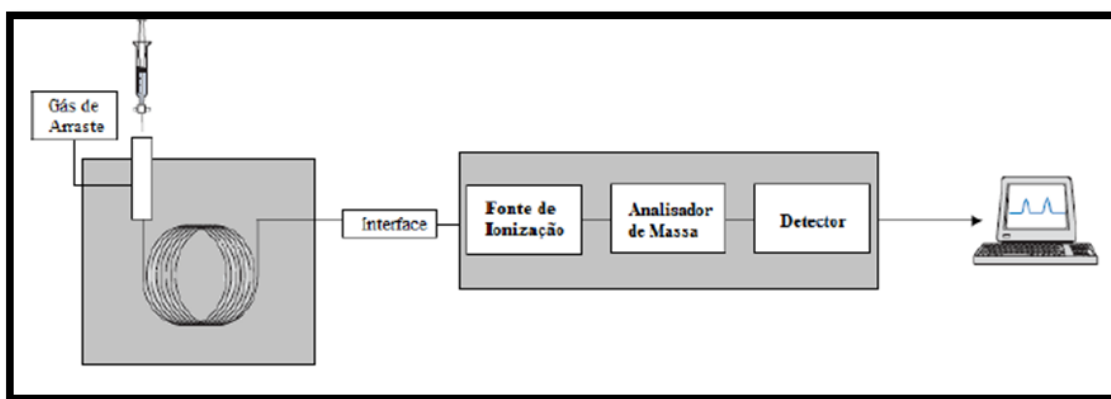 Gás de
Arraste
Interface
Fonte de
Ionização
Analisador
de Massa
Detector